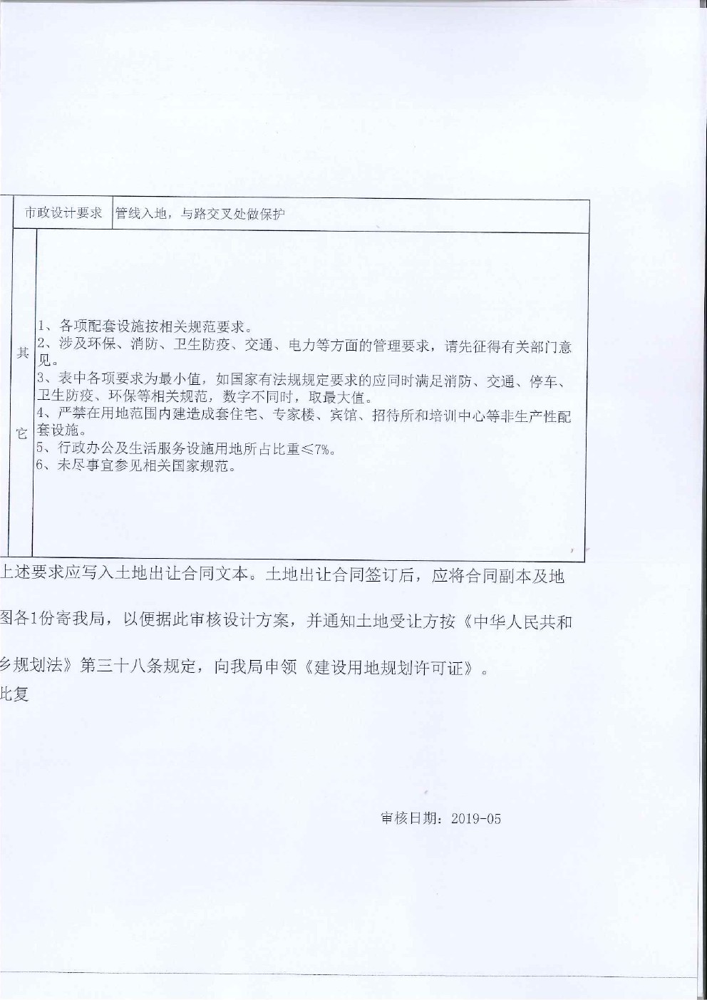 市政设计要求 管线入地，与路交叉处做保护
其它
1、各项配套设施按相关规范要求。
2、涉及环保、消防、卫生防疫、交通、电力等方面的管理要求，请先征得有关部门意
见。
3、表中各项要求为最小值，如国家有法规规定要求的应同时满足消防、交通、停车、
卫生防疫、环保等相关规范，数字不同时，取最大值。
4、严禁在用地范围内建造成套住宅、专家楼、宾馆、招待所和培训中心等非生产性配
套设施。
5、行政办公及生活服务设施用地所占比重≤7%。
6、未尽事宜参见相关国家规范。
上述要求应写入土地出让合同文本。土地出让合同签订后，应将合同副本及地
图各1份寄我局，以便据此审核设计方案，并通知土地受让方按《中华人民共和
乡规划法》第三十八条规定，向我局申领《建设用地规划许可证》。
此复
审核日期：2019-05